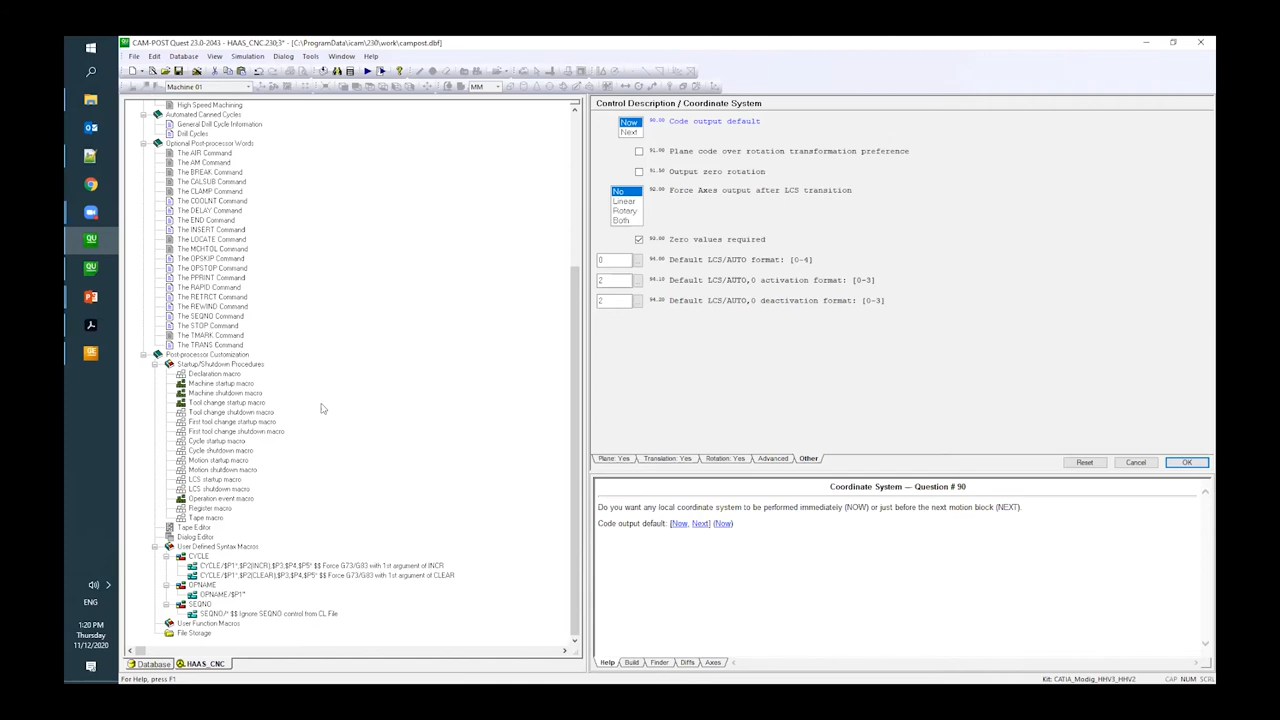 CAM-POST Quest 23.0-2043 - HAAS_CNC.230;3* - [C:\ProgramData\icam\230\work\campost.dbf]
File Edit Database View Simulation Dialog Tools Window Help
Machine 01
MM
High Speed Machining
Automated Canned Cycles
General Drill Cycle Information
Drill Cycles
Optional Post-processor Words
The AIR Command
The AM Command
The BREAK Command
The CALSUB Command
The CLAMP Command
The COOLNT Command
The DELAY Command
The END Command
The INSERT Command
The LOCATE Command
The MCHTOL Command
The OPSKIP Command
The OPSTOP Command
The PPRINT Command
The RAPID Command
The RETRCT Command
The REWIND Command
The SEQNO Command
The STOP Command
The TMARK Command
The TRANS Command
Post-processor Customization
Startup/Shutdown Procedures
Declaration macro
Machine startup macro
Machine shutdown macro
Tool change startup macro
Tool change shutdown macro
First tool change startup macro
First tool change shutdown macro
Cycle startup macro
Cycle shutdown macro
Motion startup macro
Motion shutdown macro
LCS startup macro
LCS shutdown macro
Operation event macro
Register macro
Tape macro
Tape Editor
Dialog Editor
User Defined Syntax Macros
CYCLE
CYCLE/$P1*,$P2(INCR),$P3,$P4,$P5* $$ Force G73/G83 with 1st argument of INCR
CYCLE/$P1*,$P2(CLEAR),$P3,$P4,$P5* $$ Force G73/G83 with 1st argument of CLEAR
OPNAME
OPNAME/$P1*
SEQNO
SEQNO/* $$ Ignore SEQNO control from CL File
User Function Macros
File Storage
Database HAAS_CNC
For Help, press F1
Control Description / Coordinate System
Now
Next
90.00 Code output default
91.00 Plane code over rotation transformation preference
91.50 Output zero rotation
No
Linear
Rotary
Both
92.00 Force Axes output after LCS transition
93.00 Zero values required
0 ... 94.00 Default LCS/AUTO format: [0-4]
2 ... 94.10 Default LCS/AUTO,0 activation format: [0-3]
2 ... 94.20 Default LCS/AUTO,0 deactivation format: [0-3]
Plane: Yes Translation: Yes Rotation: Yes Advanced Other
Reset Cancel OK
Coordinate System — Question # 90
Do you want any local coordinate system to be performed immediately (NOW) or just before the next motion block (NEXT).
Code output default: [Now, Next] (Now)
Help Build Finder Diffs Axes
Kit: CATIA_Modig_HHV3_HHV2 CAP NUM SCRL
QU
QU
QE
ENG
1:20 PM
Thursday
11/12/2020